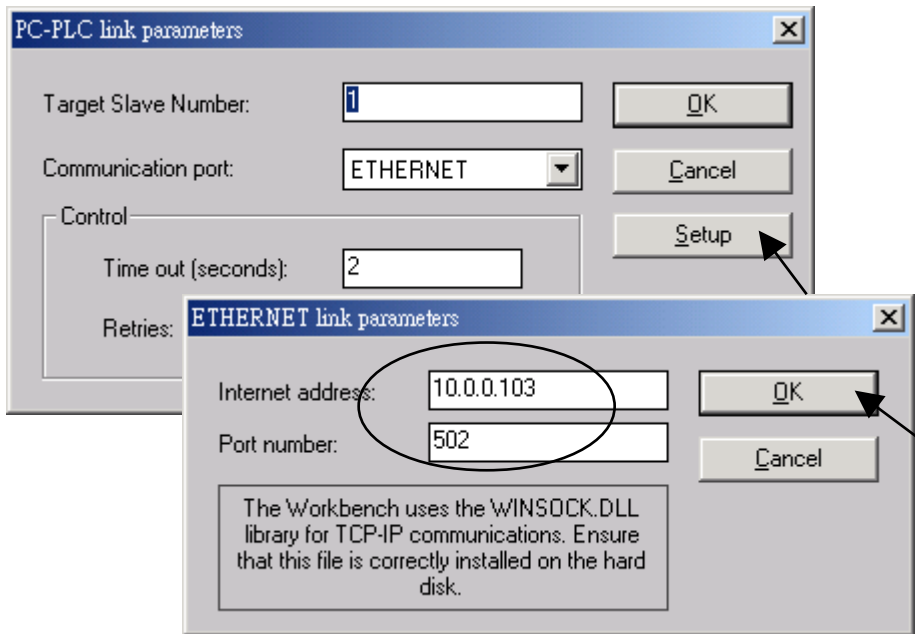 PC-PLC link parameters
Target Slave Number:
1
OK
Communication port:
ETHERNET
Cancel
Control
Setup
Time out (seconds):
2
Retries:
ETHERNET link parameters
Internet address:
10.0.0.103
OK
Port number:
502
Cancel
The Workbench uses the WINSOCK.DLL
library for TCP-IP communications. Ensure
that this file is correctly installed on the hard
disk.